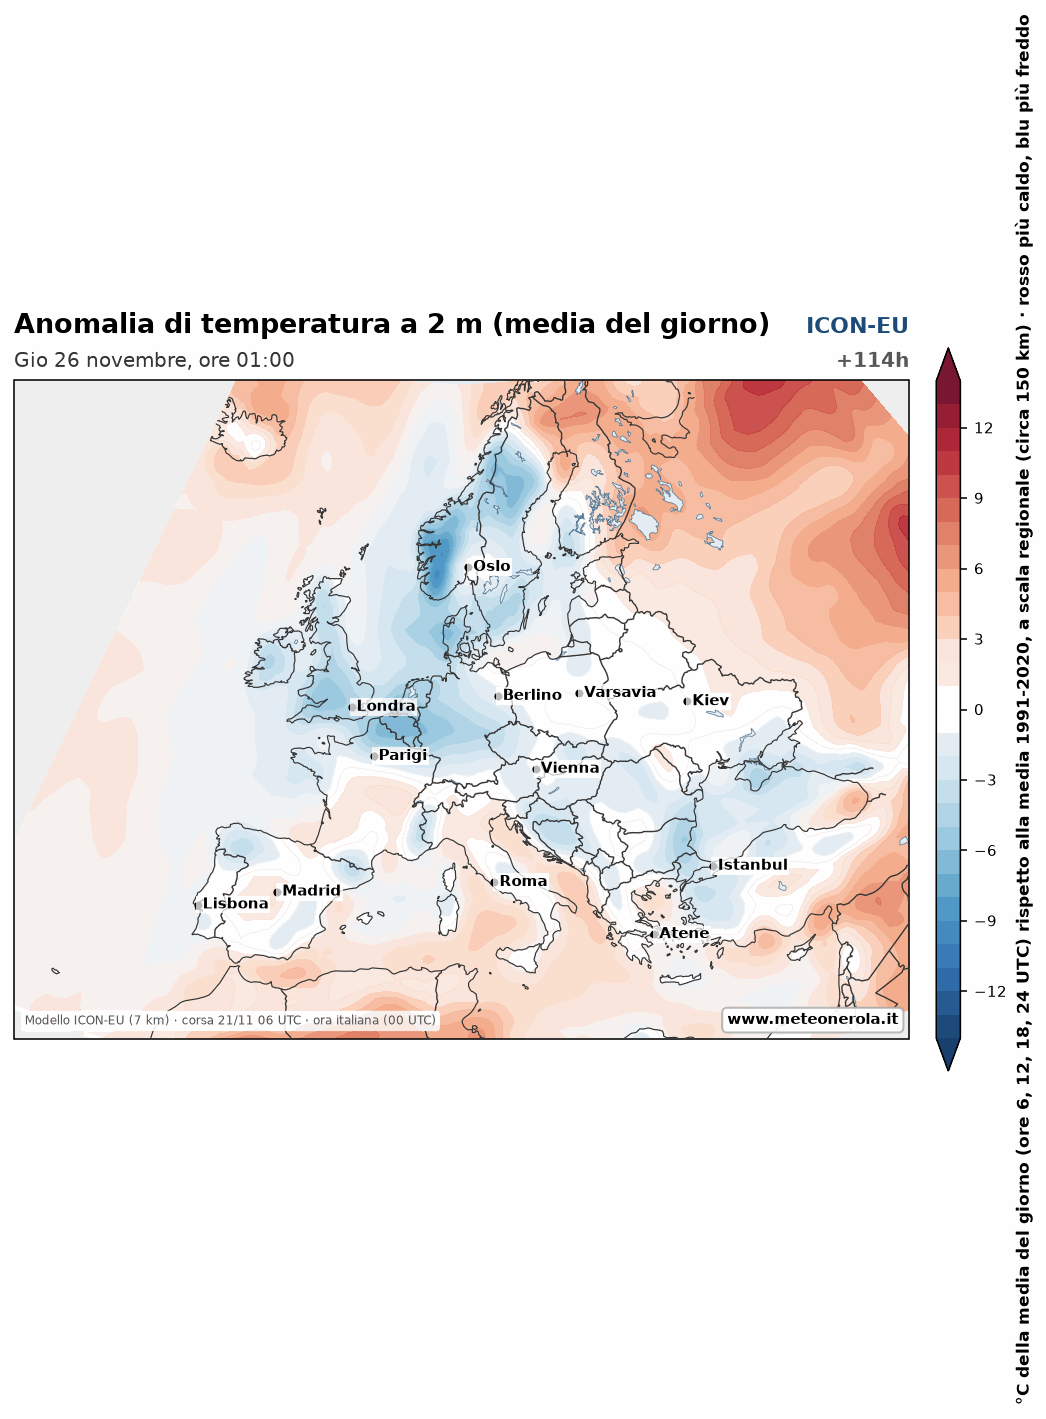 Anomalia di temperatura a 2 m (media del giorno)
ICON-EU
Gio 26 novembre, ore 01:00
+114h
Oslo
Londra
Berlino
Varsavia
Kiev
Parigi
Vienna
Istanbul
Roma
Madrid
Lisbona
Atene
Modello ICON-EU (7 km) · corsa 21/11 06 UTC · ora italiana (00 UTC)
www.meteonerola.it
12
9
6
3
0
−3
−6
−9
−12
°C della media del giorno (ore 6, 12, 18, 24 UTC) rispetto alla media 1991-2020, a scala regionale (circa 150 km) · rosso più caldo, blu più freddo